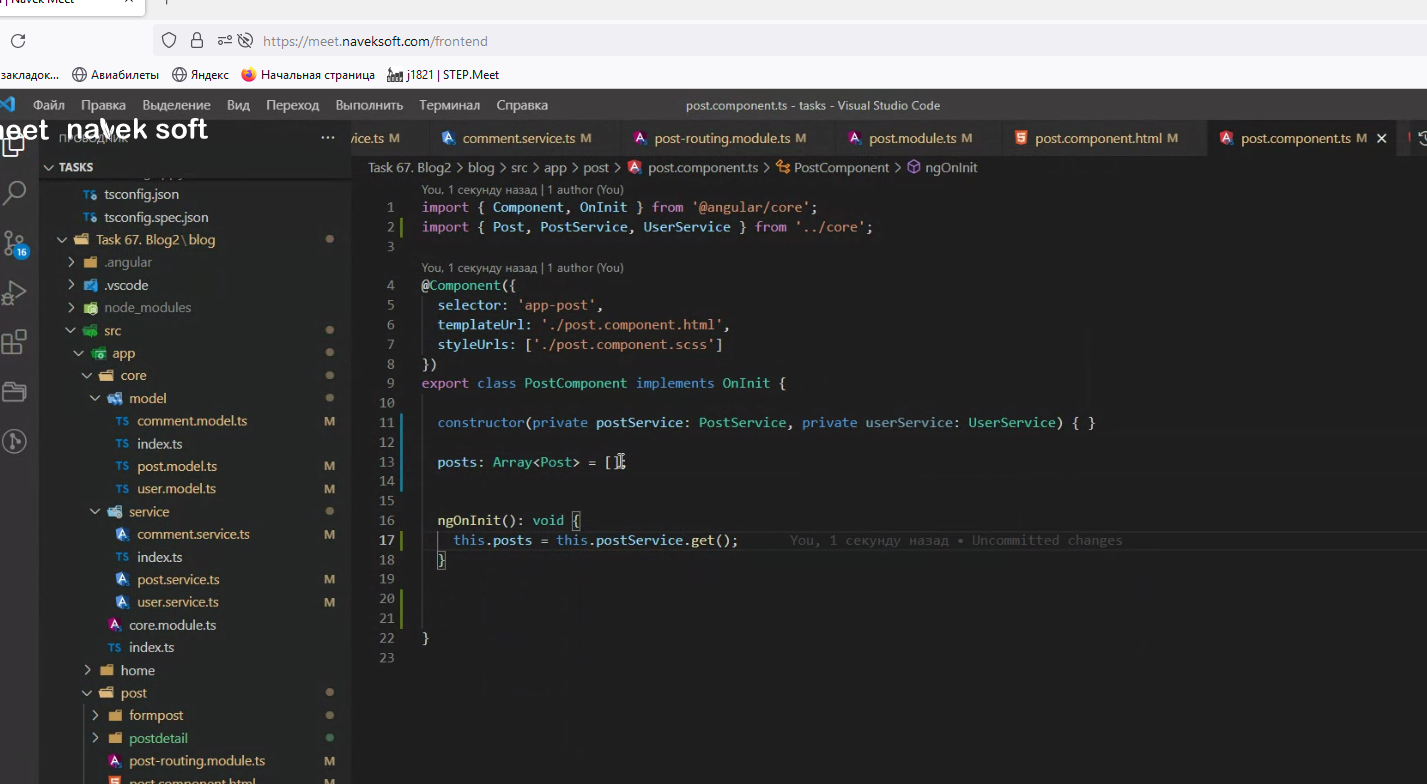 Navek Meet
https://meet.naveksoft.com/frontend
закладок... Авиабилеты Яндекс Начальная страница j1821 | STEP.Meet
Файл Правка Выделение Вид Переход Выполнить Терминал Справка post.component.ts - tasks - Visual Studio Code
meet navek soft
ПРОВОДНИК ...
vice.ts M comment.service.ts M post-routing.module.ts M post.module.ts M post.component.html M post.component.ts M
Task 67. Blog2 > blog > src > app > post > post.component.ts > PostComponent > ngOnInit
TASKS
tsconfig.json
tsconfig.spec.json
Task 67. Blog2\blog
.angular
.vscode
node_modules
src
app
core
model
comment.model.ts M
index.ts
post.model.ts M
user.model.ts M
service
comment.service.ts M
index.ts
post.service.ts M
user.service.ts M
core.module.ts
index.ts
home
post
formpost
postdetail
post-routing.module.ts M
post.component.html M
16
You, 1 секунду назад | 1 author (You)
1 import { Component, OnInit } from '@angular/core';
2 import { Post, PostService, UserService } from '../core';
3
You, 1 секунду назад | 1 author (You)
4 @Component({
5 selector: 'app-post',
6 templateUrl: './post.component.html',
7 styleUrls: ['./post.component.scss']
8 })
9 export class PostComponent implements OnInit {
10
11 constructor(private postService: PostService, private userService: UserService) { }
12
13 posts: Array<Post> = [];
14
15
16 ngOnInit(): void {
17 this.posts = this.postService.get(); You, 1 секунду назад • Uncommitted changes
18 }
19
20
21
22 }
23